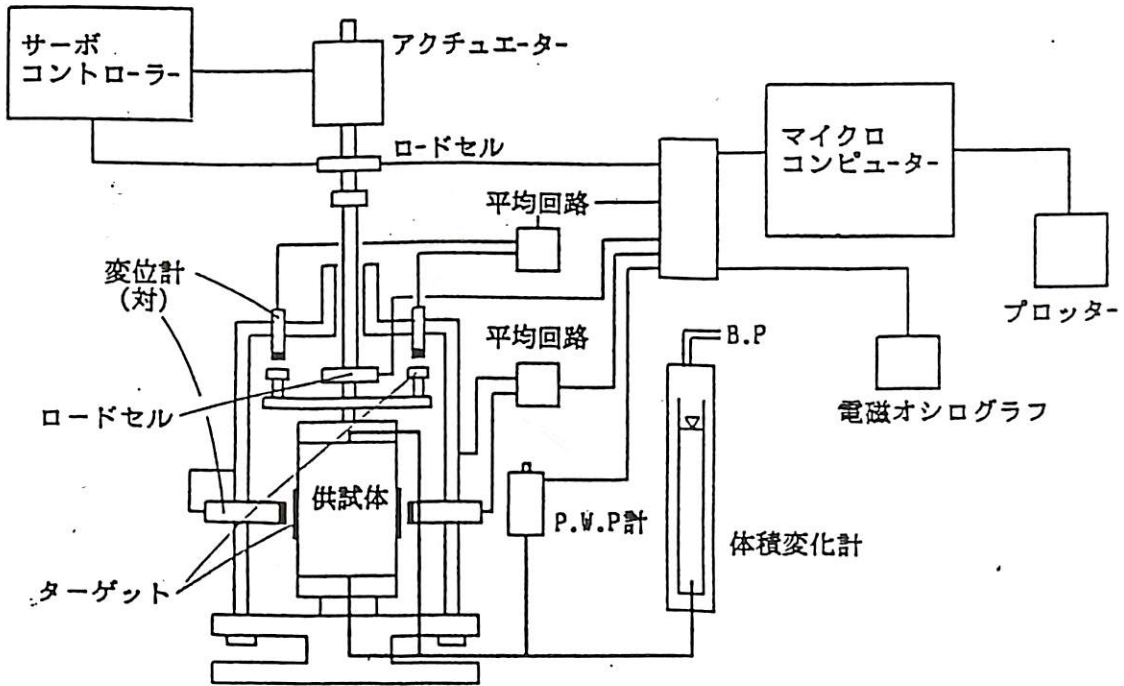 サーボ
コントローラー
アクチュエーター
ロードセル
マイクロ
コンピューター
平均回路
変位計
(対)
プロッター
平均回路
B.P
ロードセル
電磁オシログラフ
供試体
P.W.P計
体積変化計
ターゲット